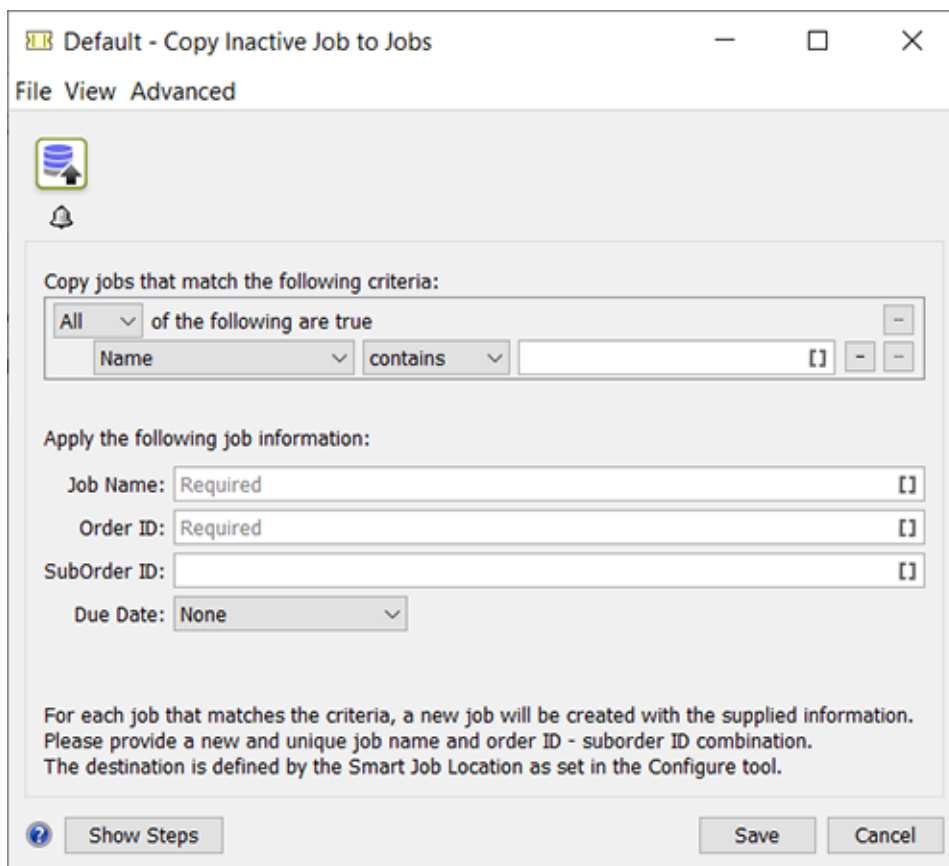 Default - Copy Inactive Job to Jobs
File View Advanced
Copy jobs that match the following criteria:
All of the following are true
Name contains [] - -
Apply the following job information:
Job Name: Required []
Order ID: Required []
SubOrder ID: []
Due Date: None
For each job that matches the criteria, a new job will be created with the supplied information.
Please provide a new and unique job name and order ID - suborder ID combination.
The destination is defined by the Smart Job Location as set in the Configure tool.
? Show Steps Save Cancel